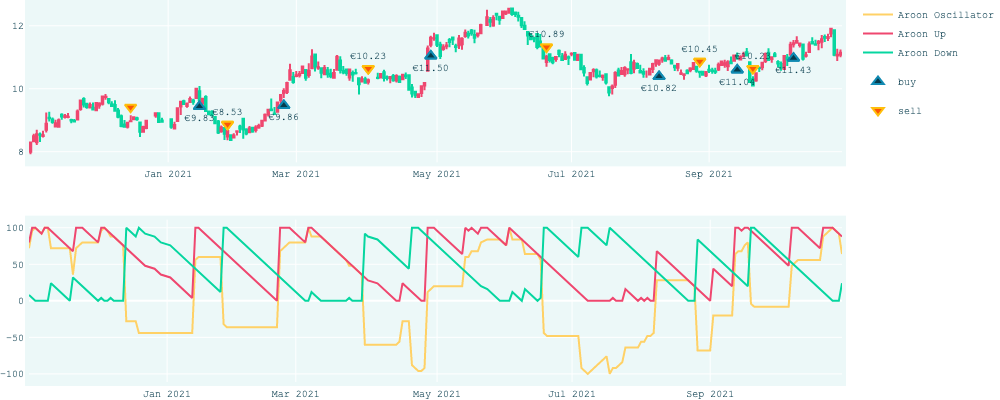 12
10
8
€9.83
€8.53
€9.86
€10.23
€11.50
€10.89
€10.82
€10.45
€11.43
Jan 2021
Mar 2021
May 2021
Jul 2021
Sep 2021
Aroon Oscillator
Aroon Up
Aroon Down
buy
sell
100
50
0
−50
−100
Jan 2021
Mar 2021
May 2021
Jul 2021
Sep 2021